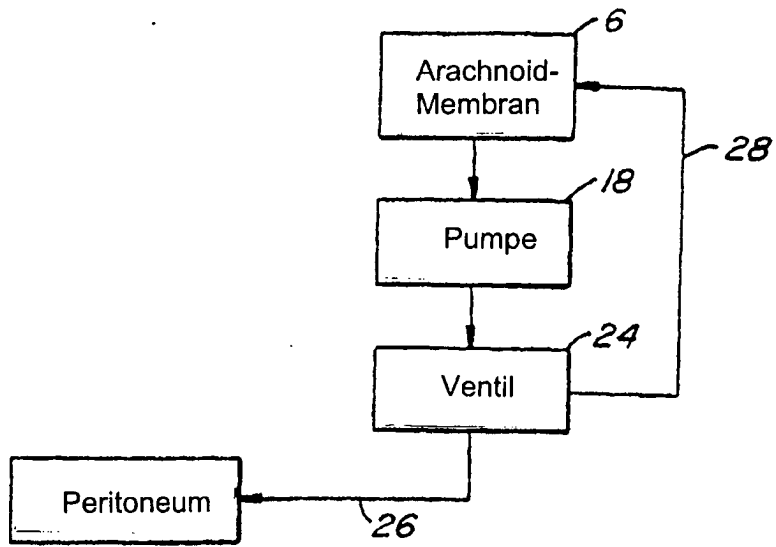 6
Arachnoid-
Membran
28
18
Pumpe
24
Ventil
Peritoneum
26